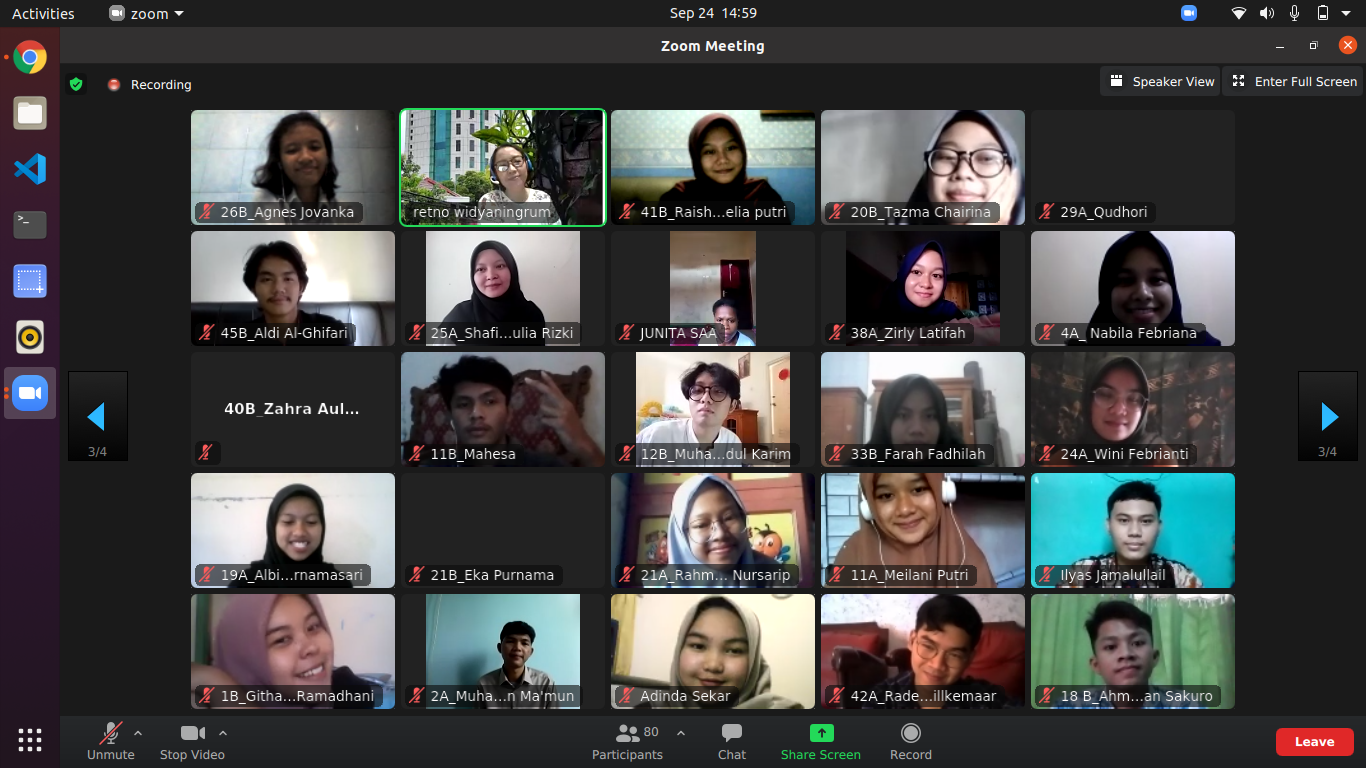 Activities
zoom
Sep 24 14:59
Zoom Meeting
Recording
Speaker View
Enter Full Screen
26B_Agnes Jovanka
retno widyaningrum
41B_Raish...elia putri
20B_Tazma Chairina
29A_Qudhori
45B_Aldi Al-Ghifari
25A_Shafi...ulia Rizki
JUNITA SAA
38A_Zirly Latifah
4A_ Nabila Febriana
40B_Zahra Aul...
11B_Mahesa
12B_Muha...dul Karim
33B_Farah Fadhilah
24A_Wini Febrianti
3/4
3/4
19A_Albi...rnamasari
21B_Eka Purnama
21A_Rahm... Nursarip
11A_Meilani Putri
Ilyas Jamalullail
1B_Githa...Ramadhani
2A_Muha...n Ma'mun
Adinda Sekar
42A_Rade...illkemaar
18 B_Ahm...an Sakuro
Unmute
Stop Video
80
Participants
Chat
Share Screen
Record
Leave